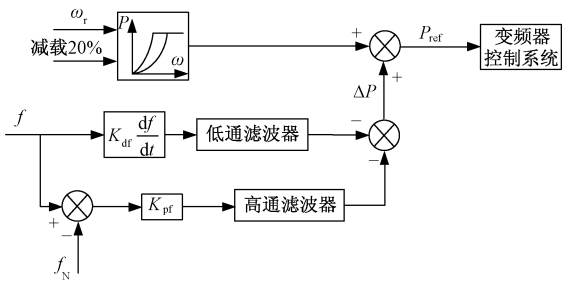 ω_r
减载20%
P
ω
+
+
P_ref
变频器
控制系统
ΔP
f
K_df df/dt
低通滤波器
−
−
+
−
K_pf
高通滤波器
f_N